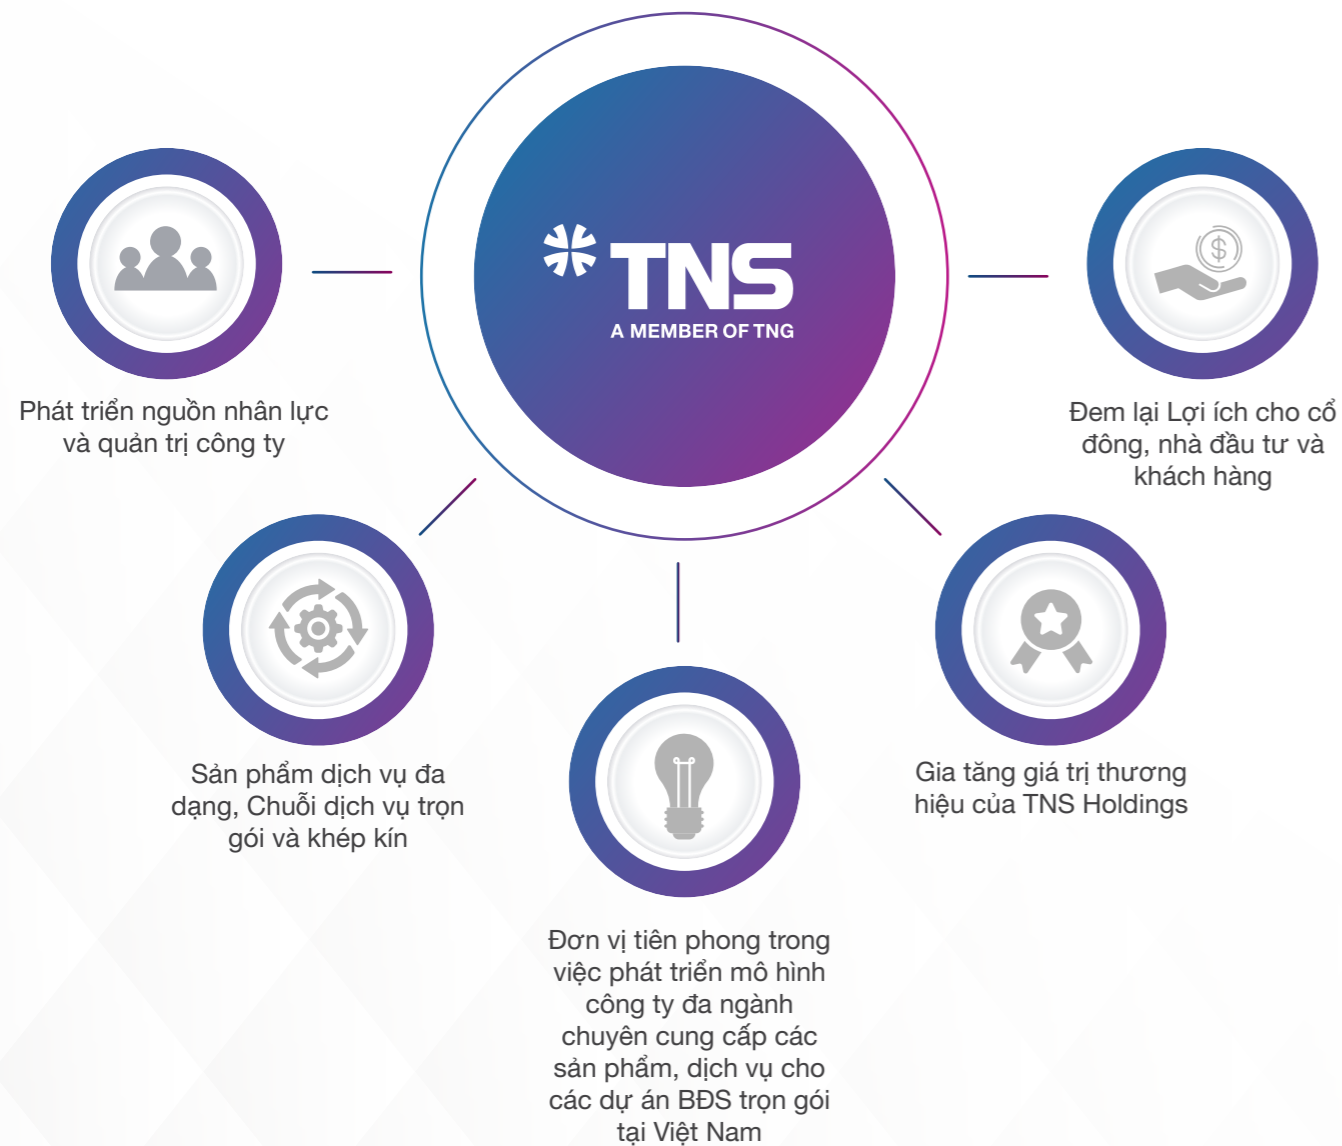 TNS
A MEMBER OF TNG
Phát triển nguồn nhân lực
và quản trị công ty
Sản phẩm dịch vụ đa
dạng, Chuỗi dịch vụ trọn
gói và khép kín
Đơn vị tiên phong trong
việc phát triển mô hình
công ty đa ngành
chuyên cung cấp các
sản phẩm, dịch vụ cho
các dự án BĐS trọn gói
tại Việt Nam
Gia tăng giá trị thương
hiệu của TNS Holdings
Đem lại Lợi ích cho cổ
đông, nhà đầu tư và
khách hàng
$